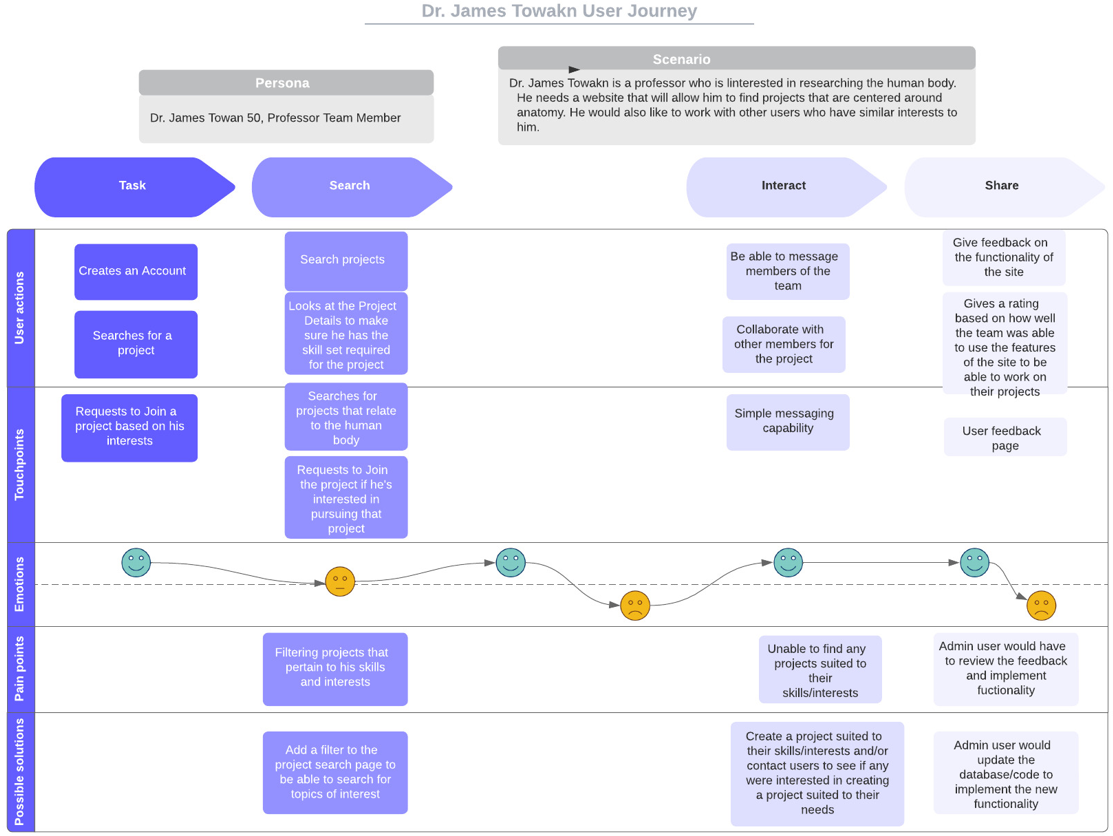 Dr. James Towakn User Journey
Persona
Dr. James Towan 50, Professor Team Member
Scenario
Dr. James Towakn is a professor who is linterested in researching the human body.
He needs a website that will allow him to find projects that are centered around
anatomy. He would also like to work with other users who have similar interests to
him.
Task
Search
Interact
Share
User actions
Creates an Account
Searches for a
project
Search projects
Looks at the Project
Details to make
sure he has the
skill set required
for the project
Be able to message
members of the
team
Collaborate with
other members for
the project
Give feedback on
the functionality of
the site
Gives a rating
based on how well
the team was able
to use the features
of the site to be
able to work on
their projects
Touchpoints
Requests to Join a
project based on his
interests
Searches for
projects that relate
to the human
body
Requests to Join
the project if he's
interested in
pursuing that
project
Simple messaging
capability
User feedback
page
Emotions
Pain points
Filtering projects that
pertain to his skills
and interests
Unable to find any
projects suited to
their
skills/interests
Admin user would have
to review the feedback
and implement
fuctionality
Possible solutions
Add a filter to the
project search page to
be able to search for
topics of interest
Create a project suited to
their skills/interests and/or
contact users to see if any
were interested in creating
a project suited to their
needs
Admin user would
update the
database/code to
implement the new
functionality